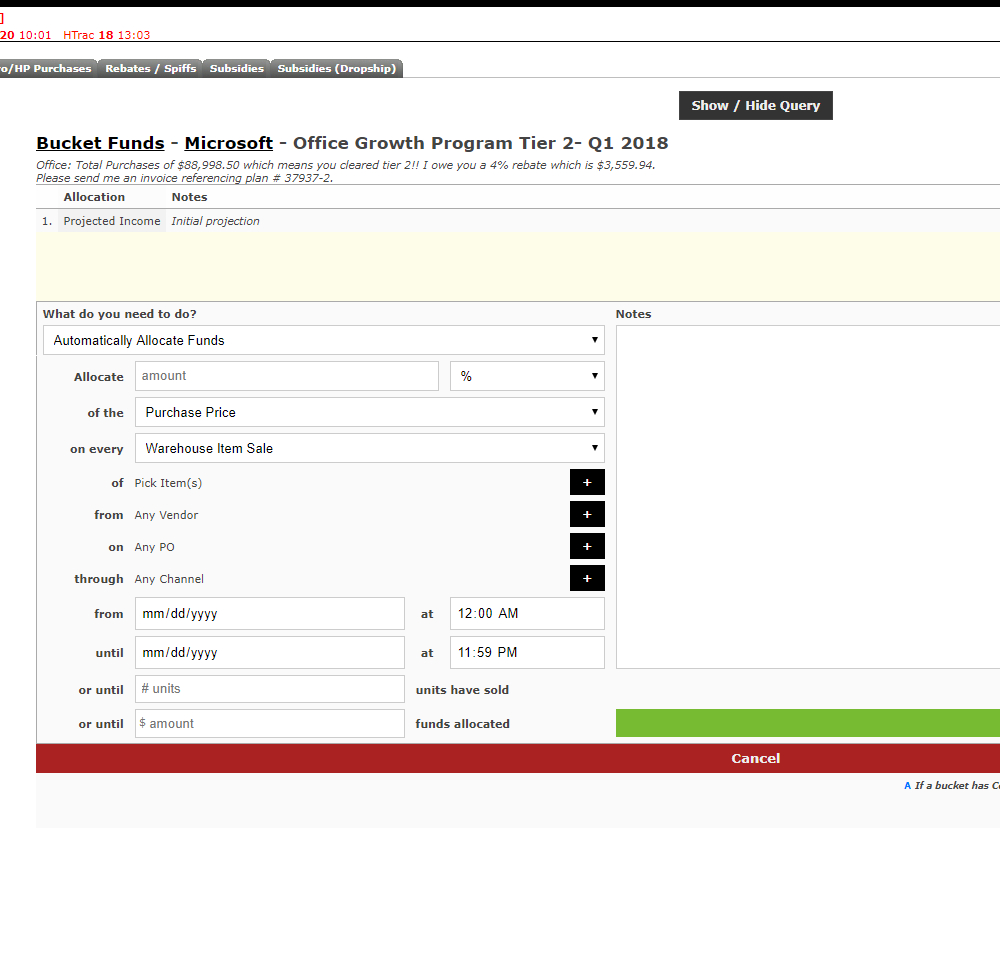 ]
20 10:01 HTrac 18 13:03
o/HP Purchases Rebates / Spiffs Subsidies Subsidies (Dropship)
Show / Hide Query
Bucket Funds - Microsoft - Office Growth Program Tier 2- Q1 2018
Office: Total Purchases of $88,998.50 which means you cleared tier 2!! I owe you a 4% rebate which is $3,559.94.
Please send me an invoice referencing plan # 37937-2.
Allocation Notes
1. Projected Income Initial projection
What do you need to do? Notes
Automatically Allocate Funds
Allocate amount %
of the Purchase Price
on every Warehouse Item Sale
of Pick Item(s) +
from Any Vendor +
on Any PO +
through Any Channel +
from mm/dd/yyyy at 12:00 AM
until mm/dd/yyyy at 11:59 PM
or until # units units have sold
or until $ amount funds allocated
Cancel
A If a bucket has C